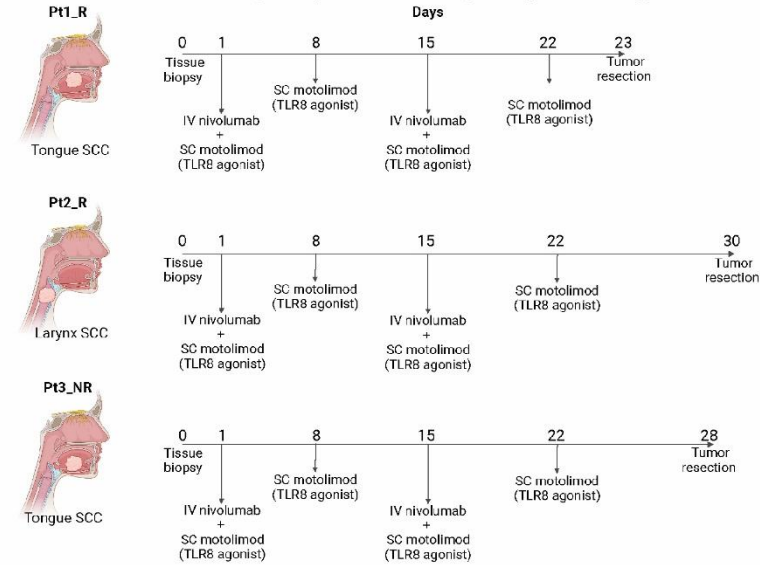 Pt1_R
Days
0 1 8 15 22 23
Tissue
biopsy
Tumor
resection
SC motolimod
(TLR8 agonist)
SC motolimod
(TLR8 agonist)
IV nivolumab
+
SC motolimod
(TLR8 agonist)
IV nivolumab
+
SC motolimod
(TLR8 agonist)
Tongue SCC
Pt2_R
0 1 8 15 22 30
Tissue
biopsy
Tumor
resection
SC motolimod
(TLR8 agonist)
SC motolimod
(TLR8 agonist)
IV nivolumab
+
SC motolimod
(TLR8 agonist)
IV nivolumab
+
SC motolimod
(TLR8 agonist)
Larynx SCC
Pt3_NR
0 1 8 15 22 28
Tissue
biopsy
Tumor
resection
SC motolimod
(TLR8 agonist)
SC motolimod
(TLR8 agonist)
IV nivolumab
+
SC motolimod
(TLR8 agonist)
IV nivolumab
+
SC motolimod
(TLR8 agonist)
Tongue SCC